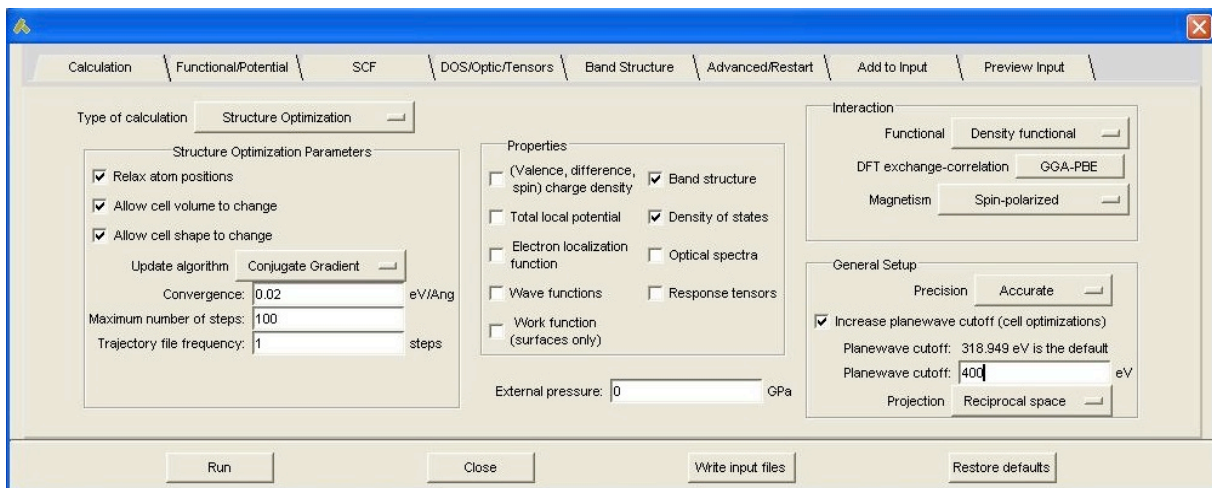 Calculation
Functional/Potential
SCF
DOS/Optic/Tensors
Band Structure
Advanced/Restart
Add to Input
Preview Input
Type of calculation
Structure Optimization
Structure Optimization Parameters
Relax atom positions
Allow cell volume to change
Allow cell shape to change
Update algorithm
Conjugate Gradient
Convergence:
0.02
eV/Ang
Maximum number of steps:
100
Trajectory file frequency:
1
steps
Properties
(Valence, difference,
spin) charge density
Band structure
Total local potential
Density of states
Electron localization
function
Optical spectra
Wave functions
Response tensors
Work function
(surfaces only)
External pressure:
0
GPa
Interaction
Functional
Density functional
DFT exchange-correlation
GGA-PBE
Magnetism
Spin-polarized
General Setup
Precision
Accurate
Increase planewave cutoff (cell optimizations)
Planewave cutoff: 318.949 eV is the default
Planewave cutoff:
400
eV
Projection
Reciprocal space
Run
Close
Write input files
Restore defaults